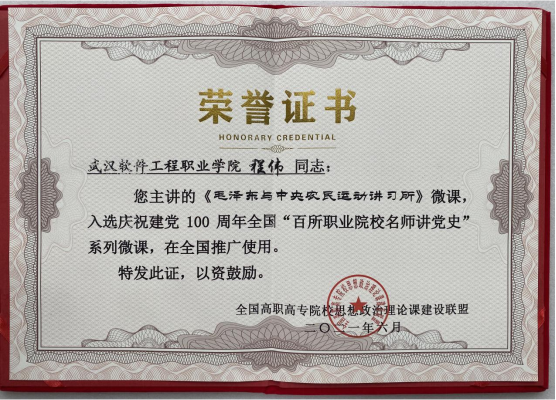 荣誉证书
HONORARY CREDENTIAL
武汉软件工程职业学院 程伟 同志：
您主讲的《毛泽东与中央农民运动讲习所》微课，
入选庆祝建党 100 周年全国“百所职业院校名师讲党史”
系列微课，在全国推广使用。
特发此证，以资鼓励。
全国高职高专院校思想政治理论课建设联盟
二〇二一年六月